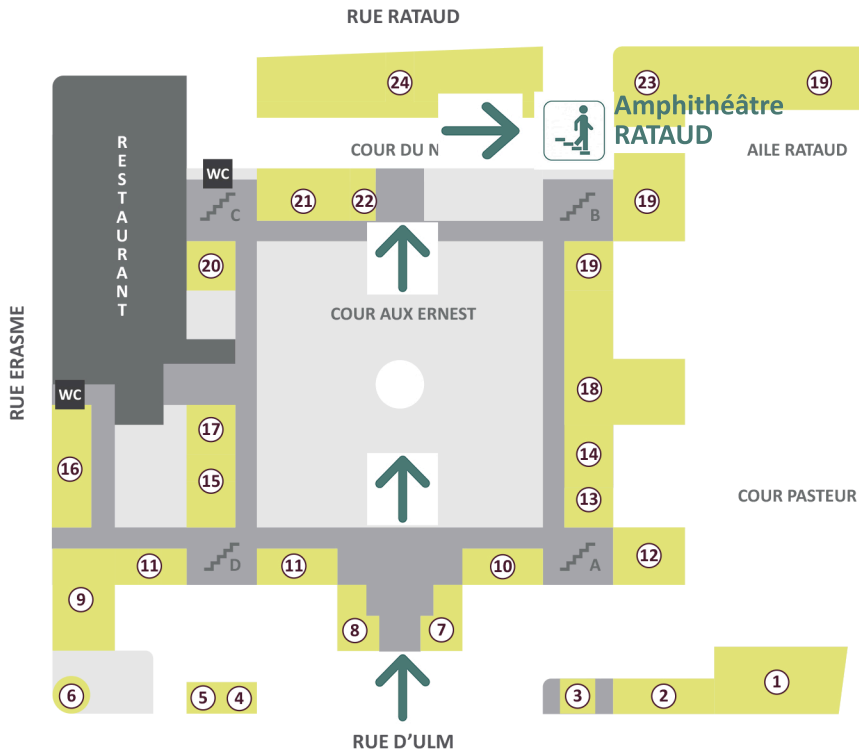 RUE RATAUD
24
23
19
Amphithéâtre
RATAUD
COUR DU N
AILE RATAUD
RESTAURANT
WC
C
21
22
B
19
20
19
COUR AUX ERNEST
RUE ERASME
WC
18
17
14
16
15
13
COUR PASTEUR
11
D
11
10
A
12
9
8
7
6
5
4
3
2
1
RUE D'ULM